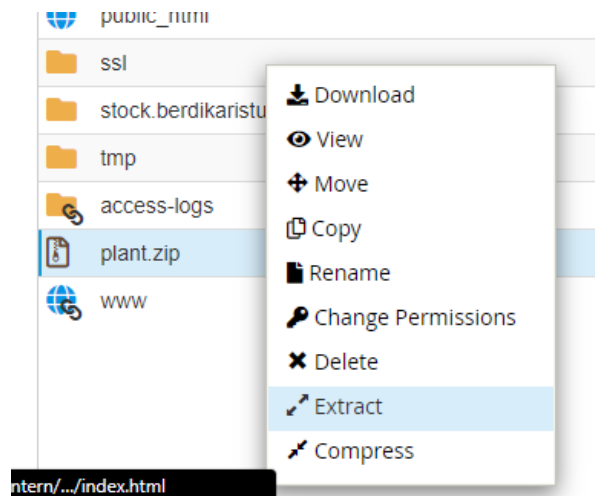 public_html
ssl
stock.berdikaristu
tmp
access-logs
plant.zip
www
Download
View
Move
Copy
Rename
Change Permissions
Delete
Extract
Compress
ntern/.../index.html